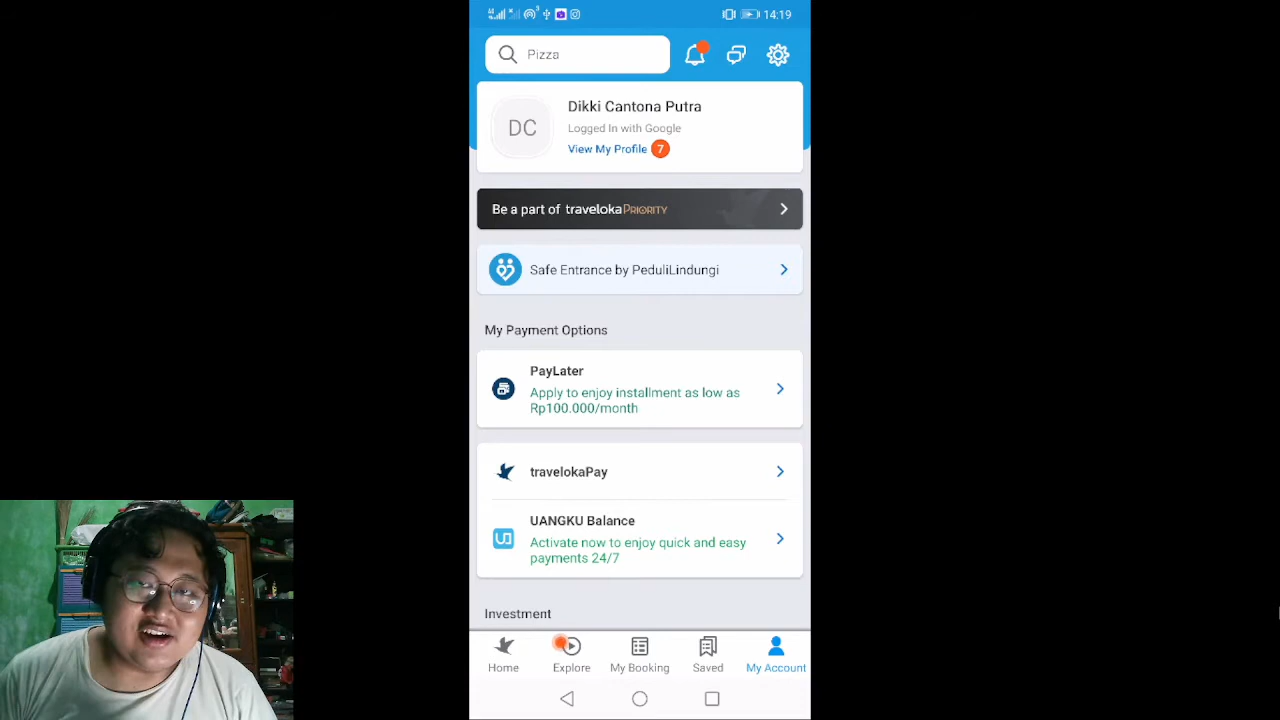 14:19
Pizza
Dikki Cantona Putra
DC
Logged In with Google
View My Profile 7
Be a part of traveloka PRIORITY
Safe Entrance by PeduliLindungi
My Payment Options
PayLater
Apply to enjoy installment as low as
Rp100.000/month
travelokaPay
UANGKU Balance
Activate now to enjoy quick and easy
payments 24/7
Investment
Home
Explore
My Booking
Saved
My Account